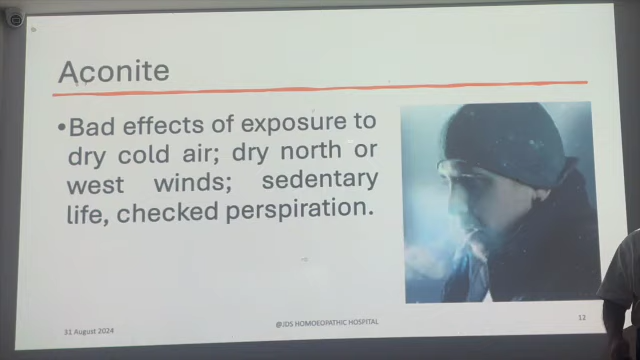 Aconite
•Bad effects of exposure to
dry cold air; dry north or
west winds; sedentary
life, checked perspiration.
31 August 2024
@JDS HOMOEOPATHIC HOSPITAL
12